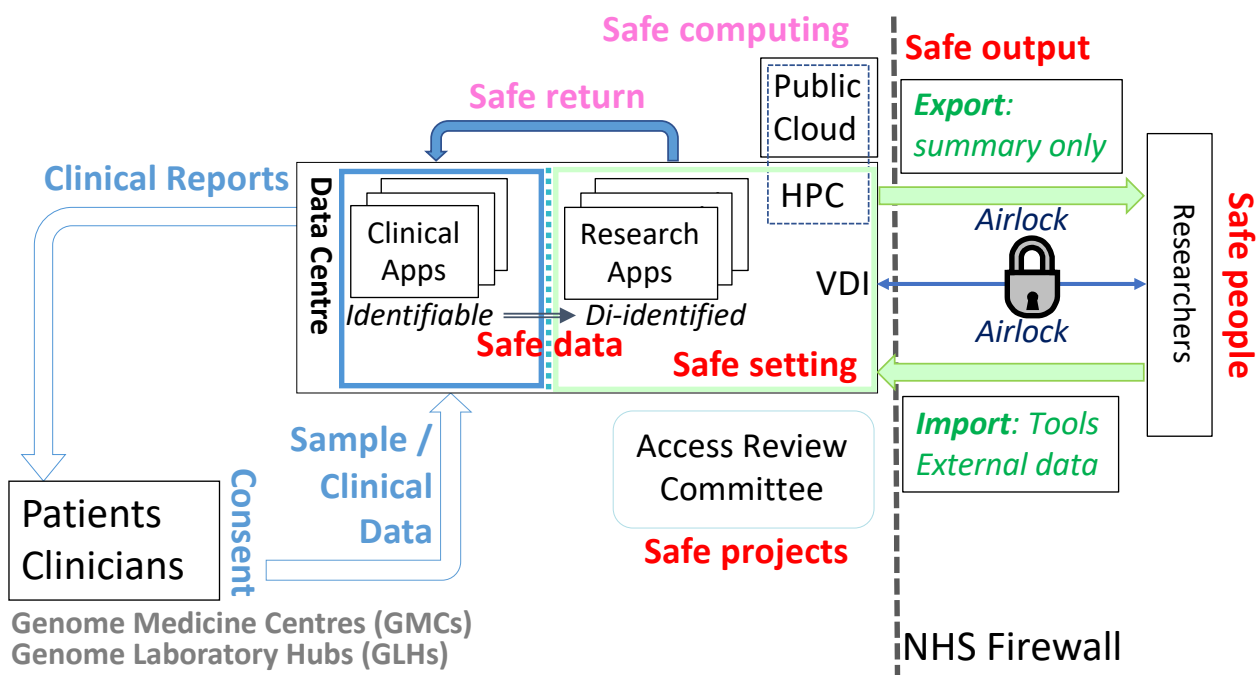 Safe computing
Safe output
Public
Cloud
Export:
summary only
Safe return
Clinical Reports
Data Centre
Clinical
Apps
Research
Apps
HPC
Airlock
Researchers
Safe people
VDI
Identifiable
Di-identified
Airlock
Safe data
Safe setting
Sample /
Clinical
Data
Access Review
Committee
Import: Tools
External data
Patients
Clinicians
Consent
Safe projects
Genome Medicine Centres (GMCs)
Genome Laboratory Hubs (GLHs)
NHS Firewall